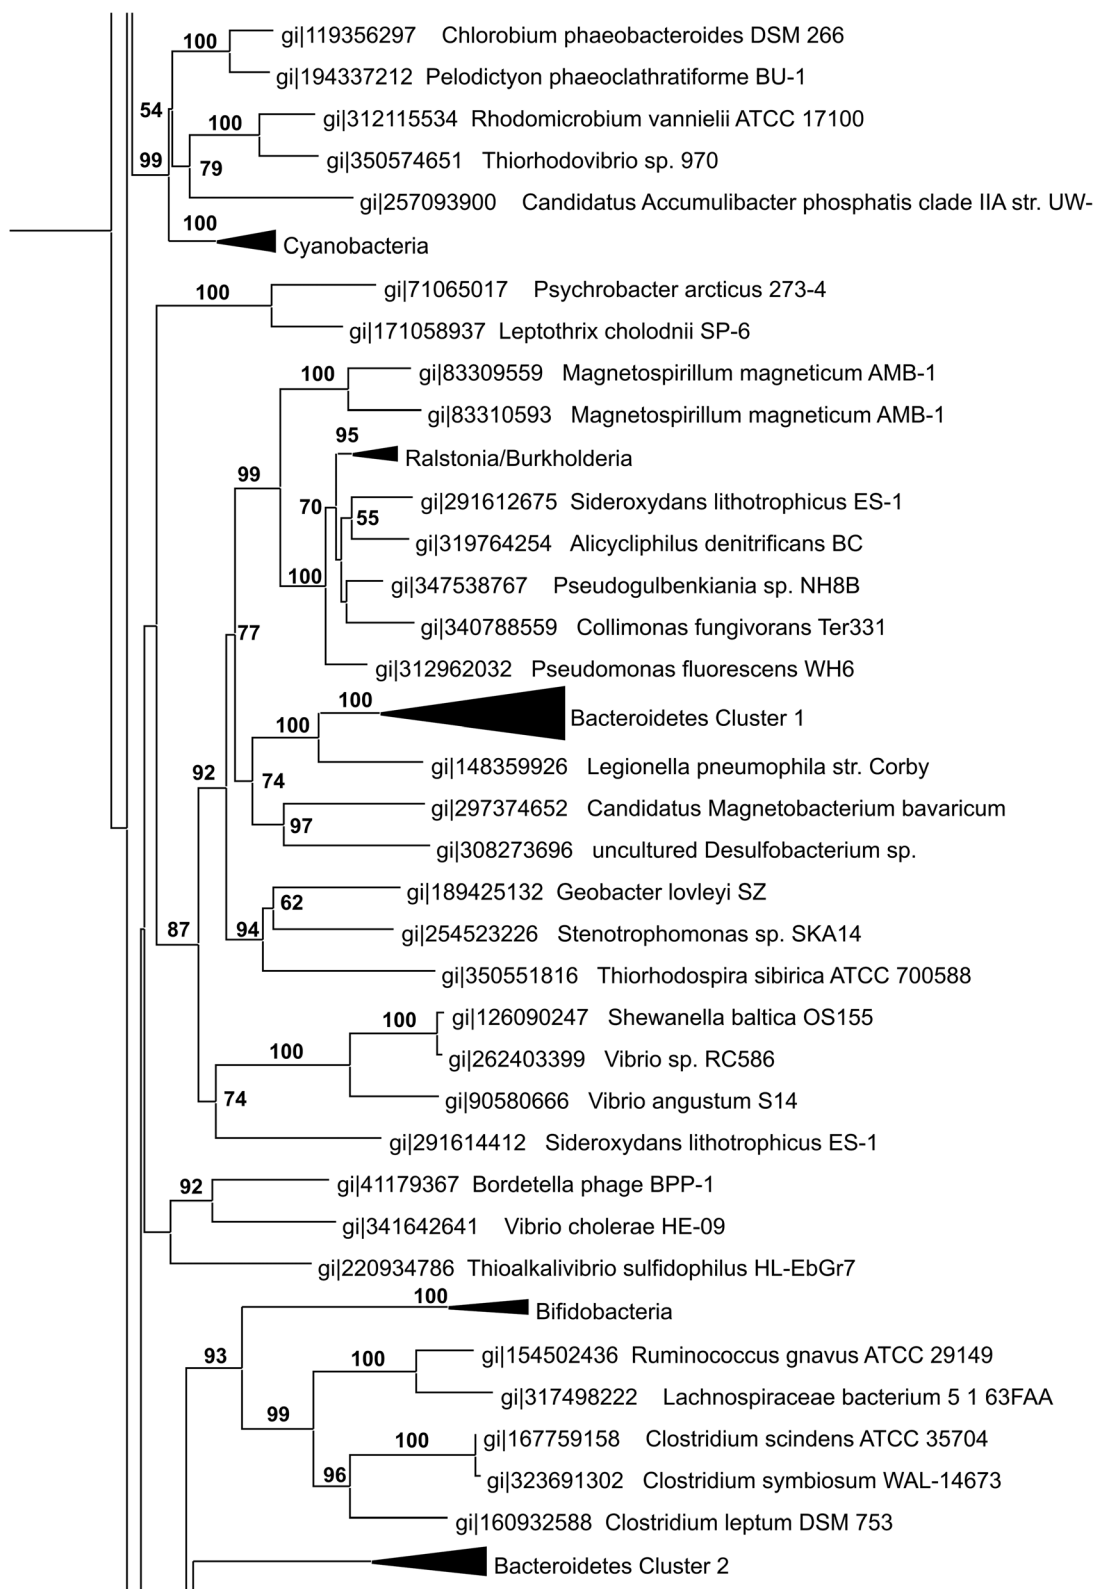 100 gi|119356297 Chlorobium phaeobacteroides DSM 266
gi|194337212 Pelodictyon phaeoclathratiforme BU-1
54
100 gi|312115534 Rhodomicrobium vannielii ATCC 17100
99 79 gi|350574651 Thiorhodovibrio sp. 970
gi|257093900 Candidatus Accumulibacter phosphatis clade IIA str. UW-
100 Cyanobacteria
100 gi|71065017 Psychrobacter arcticus 273-4
gi|171058937 Leptothrix cholodnii SP-6
100 gi|83309559 Magnetospirillum magneticum AMB-1
gi|83310593 Magnetospirillum magneticum AMB-1
95 Ralstonia/Burkholderia
99
70 55 gi|291612675 Sideroxydans lithotrophicus ES-1
gi|319764254 Alicycliphilus denitrificans BC
100 gi|347538767 Pseudogulbenkiania sp. NH8B
gi|340788559 Collimonas fungivorans Ter331
77
gi|312962032 Pseudomonas fluorescens WH6
100 Bacteroidetes Cluster 1
100
gi|148359926 Legionella pneumophila str. Corby
92 74
gi|297374652 Candidatus Magnetobacterium bavaricum
97
gi|308273696 uncultured Desulfobacterium sp.
gi|189425132 Geobacter lovleyi SZ
62
87 94 gi|254523226 Stenotrophomonas sp. SKA14
gi|350551816 Thiorhodospira sibirica ATCC 700588
100 gi|126090247 Shewanella baltica OS155
100 gi|262403399 Vibrio sp. RC586
74 gi|90580666 Vibrio angustum S14
gi|291614412 Sideroxydans lithotrophicus ES-1
92 gi|41179367 Bordetella phage BPP-1
gi|341642641 Vibrio cholerae HE-09
gi|220934786 Thioalkalivibrio sulfidophilus HL-EbGr7
100 Bifidobacteria
93 100 gi|154502436 Ruminococcus gnavus ATCC 29149
gi|317498222 Lachnospiraceae bacterium 5 1 63FAA
99
100 gi|167759158 Clostridium scindens ATCC 35704
96 gi|323691302 Clostridium symbiosum WAL-14673
gi|160932588 Clostridium leptum DSM 753
Bacteroidetes Cluster 2